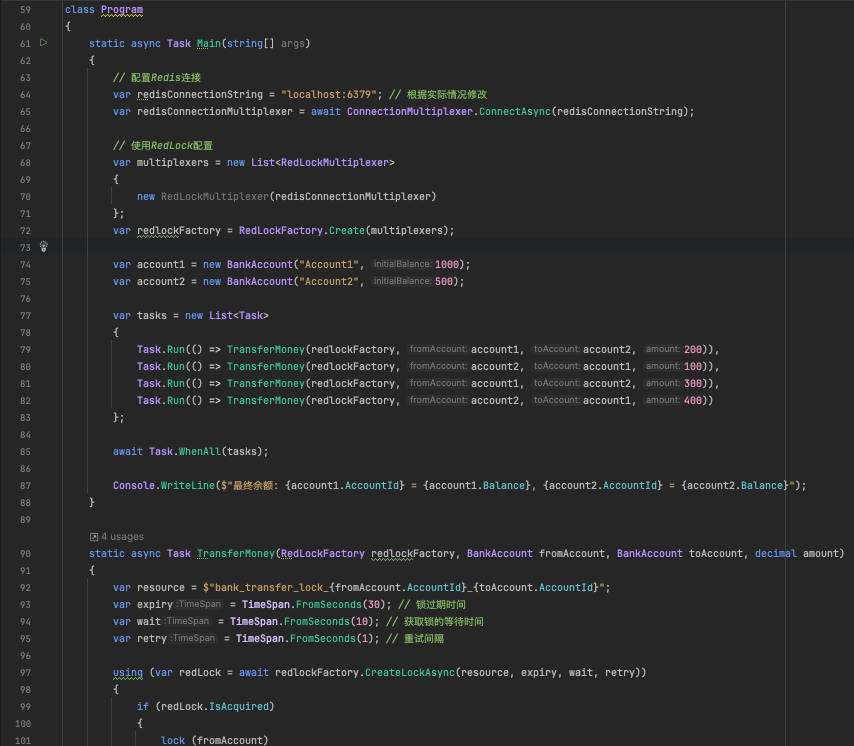 59 class Program
60 {
61 static async Task Main(string[] args)
62 {
63 // 配置Redis连接
64 var redisConnectionString = "localhost:6379"; // 根据实际情况修改
65 var redisConnectionMultiplexer = await ConnectionMultiplexer.ConnectAsync(redisConnectionString);
66
67 // 使用RedLock配置
68 var multiplexers = new List<RedLockMultiplexer>
69 {
70 new RedLockMultiplexer(redisConnectionMultiplexer)
71 };
72 var redlockFactory = RedLockFactory.Create(multiplexers);
73
74 var account1 = new BankAccount("Account1", initialBalance: 1000);
75 var account2 = new BankAccount("Account2", initialBalance: 500);
76
77 var tasks = new List<Task>
78 {
79 Task.Run(() => TransferMoney(redlockFactory, fromAccount: account1, toAccount: account2, amount: 200)),
80 Task.Run(() => TransferMoney(redlockFactory, fromAccount: account2, toAccount: account1, amount: 100)),
81 Task.Run(() => TransferMoney(redlockFactory, fromAccount: account1, toAccount: account2, amount: 300)),
82 Task.Run(() => TransferMoney(redlockFactory, fromAccount: account2, toAccount: account1, amount: 400))
83 };
84
85 await Task.WhenAll(tasks);
86
87 Console.WriteLine($"最终余额: {account1.AccountId} = {account1.Balance}, {account2.AccountId} = {account2.Balance}");
88 }
89
4 usages
90 static async Task TransferMoney(RedLockFactory redlockFactory, BankAccount fromAccount, BankAccount toAccount, decimal amount)
91 {
92 var resource = $"bank_transfer_lock_{fromAccount.AccountId}_{toAccount.AccountId}";
93 var expiry :TimeSpan = TimeSpan.FromSeconds(30); // 锁过期时间
94 var wait :TimeSpan = TimeSpan.FromSeconds(10); // 获取锁的等待时间
95 var retry :TimeSpan = TimeSpan.FromSeconds(1); // 重试间隔
96
97 using (var redLock = await redlockFactory.CreateLockAsync(resource, expiry, wait, retry))
98 {
99 if (redLock.IsAcquired)
100 {
101 lock (fromAccount)